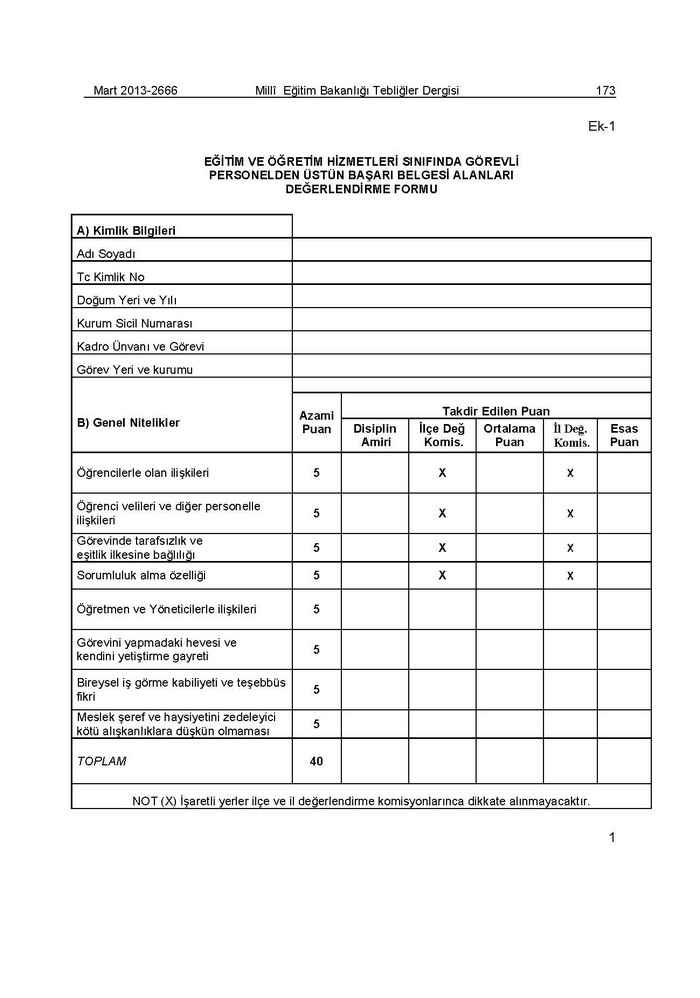 Mart 2013-2666 Millî Eğitim Bakanlığı Tebliğler Dergisi 173
Ek-1
EĞİTİM VE ÖĞRETİM HİZMETLERİ SINIFINDA GÖREVLİ
PERSONELDEN ÜSTÜN BAŞARI BELGESİ ALANLARI
DEĞERLENDİRME FORMU
A) Kimlik Bilgileri
Adı Soyadı
Tc Kimlik No
Doğum Yeri ve Yılı
Kurum Sicil Numarası
Kadro Ünvanı ve Görevi
Görev Yeri ve kurumu
B) Genel Nitelikler
Azami
Puan
Takdir Edilen Puan
Disiplin
Amiri
İlçe Değ
Komis.
Ortalama
Puan
İl Değ.
Komis.
Esas
Puan
Öğrencilerle olan ilişkileri 5 X X
Öğrenci velileri ve diğer personelle
ilişkileri 5 X X
Görevinde tarafsızlık ve
eşitlik ilkesine bağlılığı 5 X X
Sorumluluk alma özelliği 5 X X
Öğretmen ve Yöneticilerle ilişkileri 5
Görevini yapmadaki hevesi ve
kendini yetiştirme gayreti 5
Bireysel iş görme kabiliyeti ve teşebbüs
fikri 5
Meslek şeref ve haysiyetini zedeleyici
kötü alışkanlıklara düşkün olmaması 5
TOPLAM 40
NOT (X) İşaretli yerler ilçe ve il değerlendirme komisyonlarınca dikkate alınmayacaktır.
1